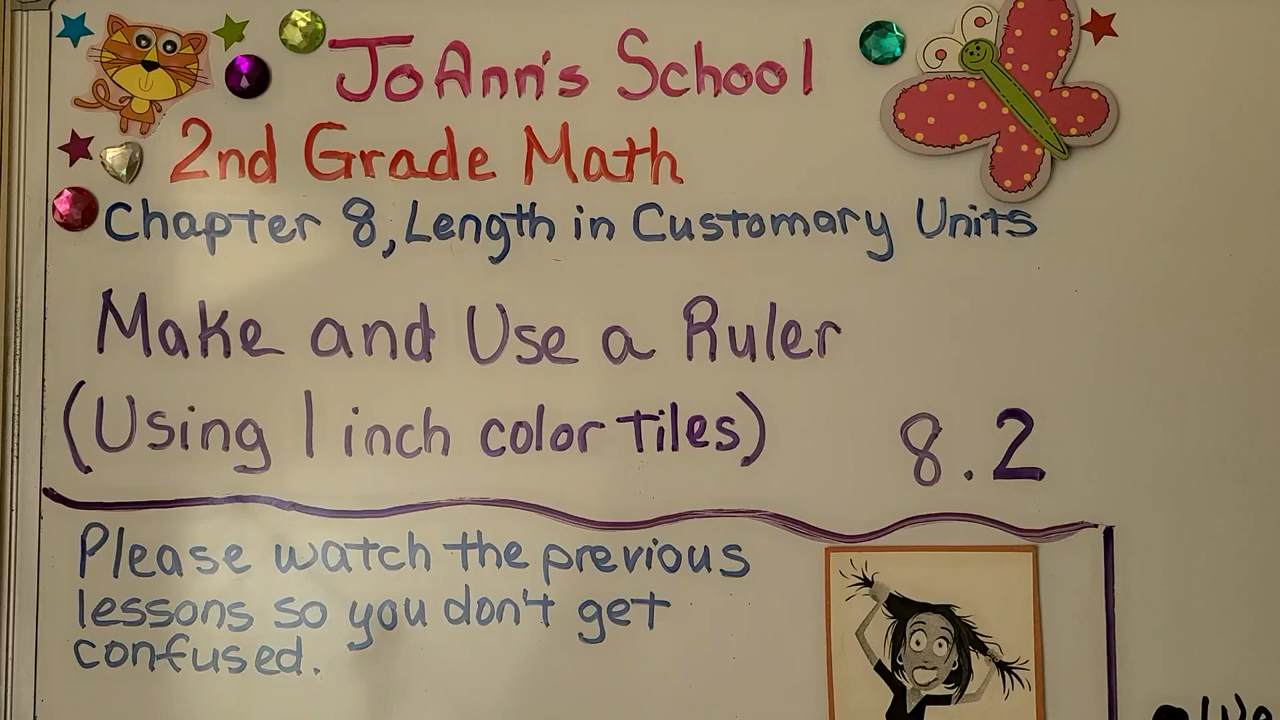 JoAnn's School
2nd Grade Math
Chapter 8, Length in Customary Units
Make and Use a Ruler
(Using 1 inch color tiles) 8.2
Please watch the previous
lessons so you don't get
confused.